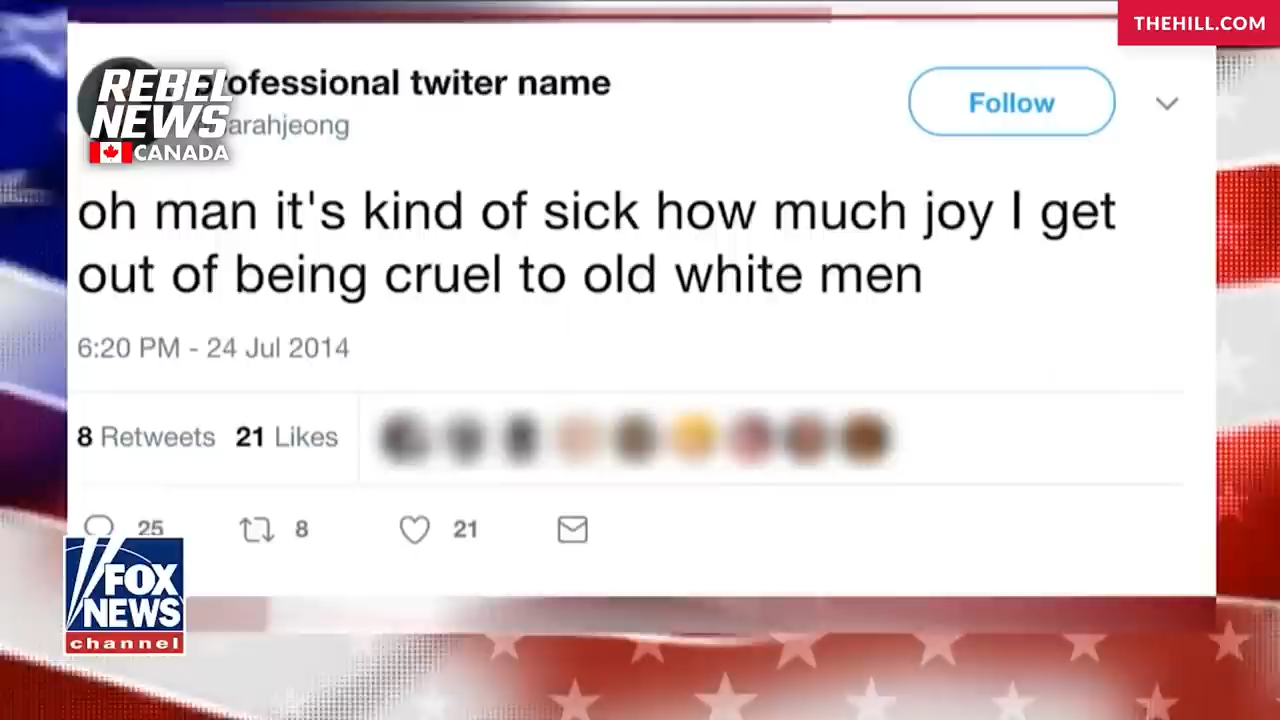 THEHILL.COM
REBEL
NEWS
CANADA
rofessional twiter name
arahjeong
Follow
oh man it's kind of sick how much joy I get
out of being cruel to old white men
6:20 PM - 24 Jul 2014
8 Retweets 21 Likes
25 8 21
FOX
NEWS
channel